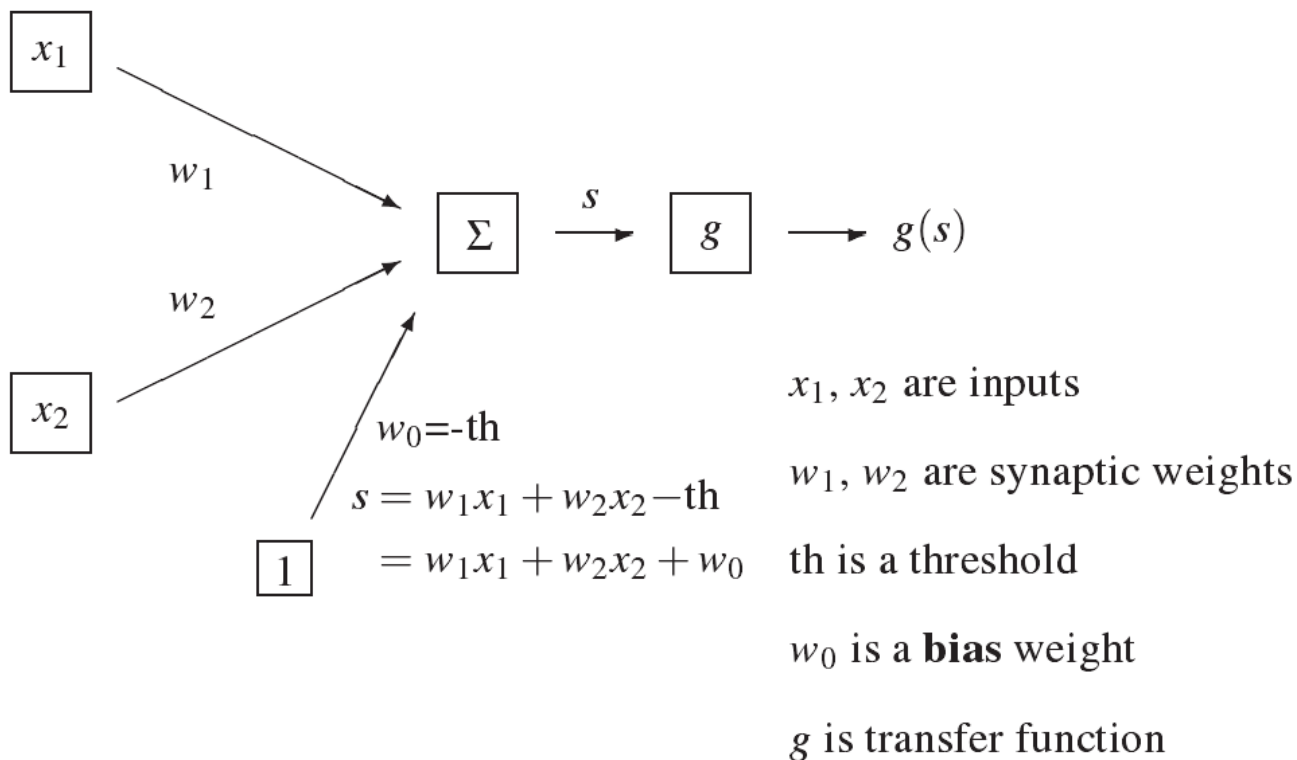 x₁
w₁
s
Σ
g
g(s)
w₂
x₂
x₁, x₂ are inputs
w₀=-th
w₁, w₂ are synaptic weights
s = w₁x₁ + w₂x₂−th
1
= w₁x₁ + w₂x₂ + w₀
th is a threshold
w₀ is a bias weight
g is transfer function